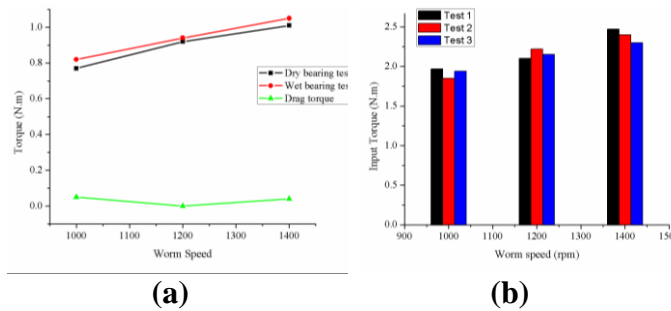 1.0
0.8
0.6
0.4
0.2
0.0
Torque (N.m)
Dry bearing tes
Wet bearing tes
Drag torque
1000 1100 1200 1300 1400
Worm Speed
(a)
Test 1
Test 2
Test 3
2.5
2.0
1.5
1.0
0.5
0.0
Input Torque (N.m)
900 1000 1100 1200 1300 1400 150
Worm speed (rpm)
(b)